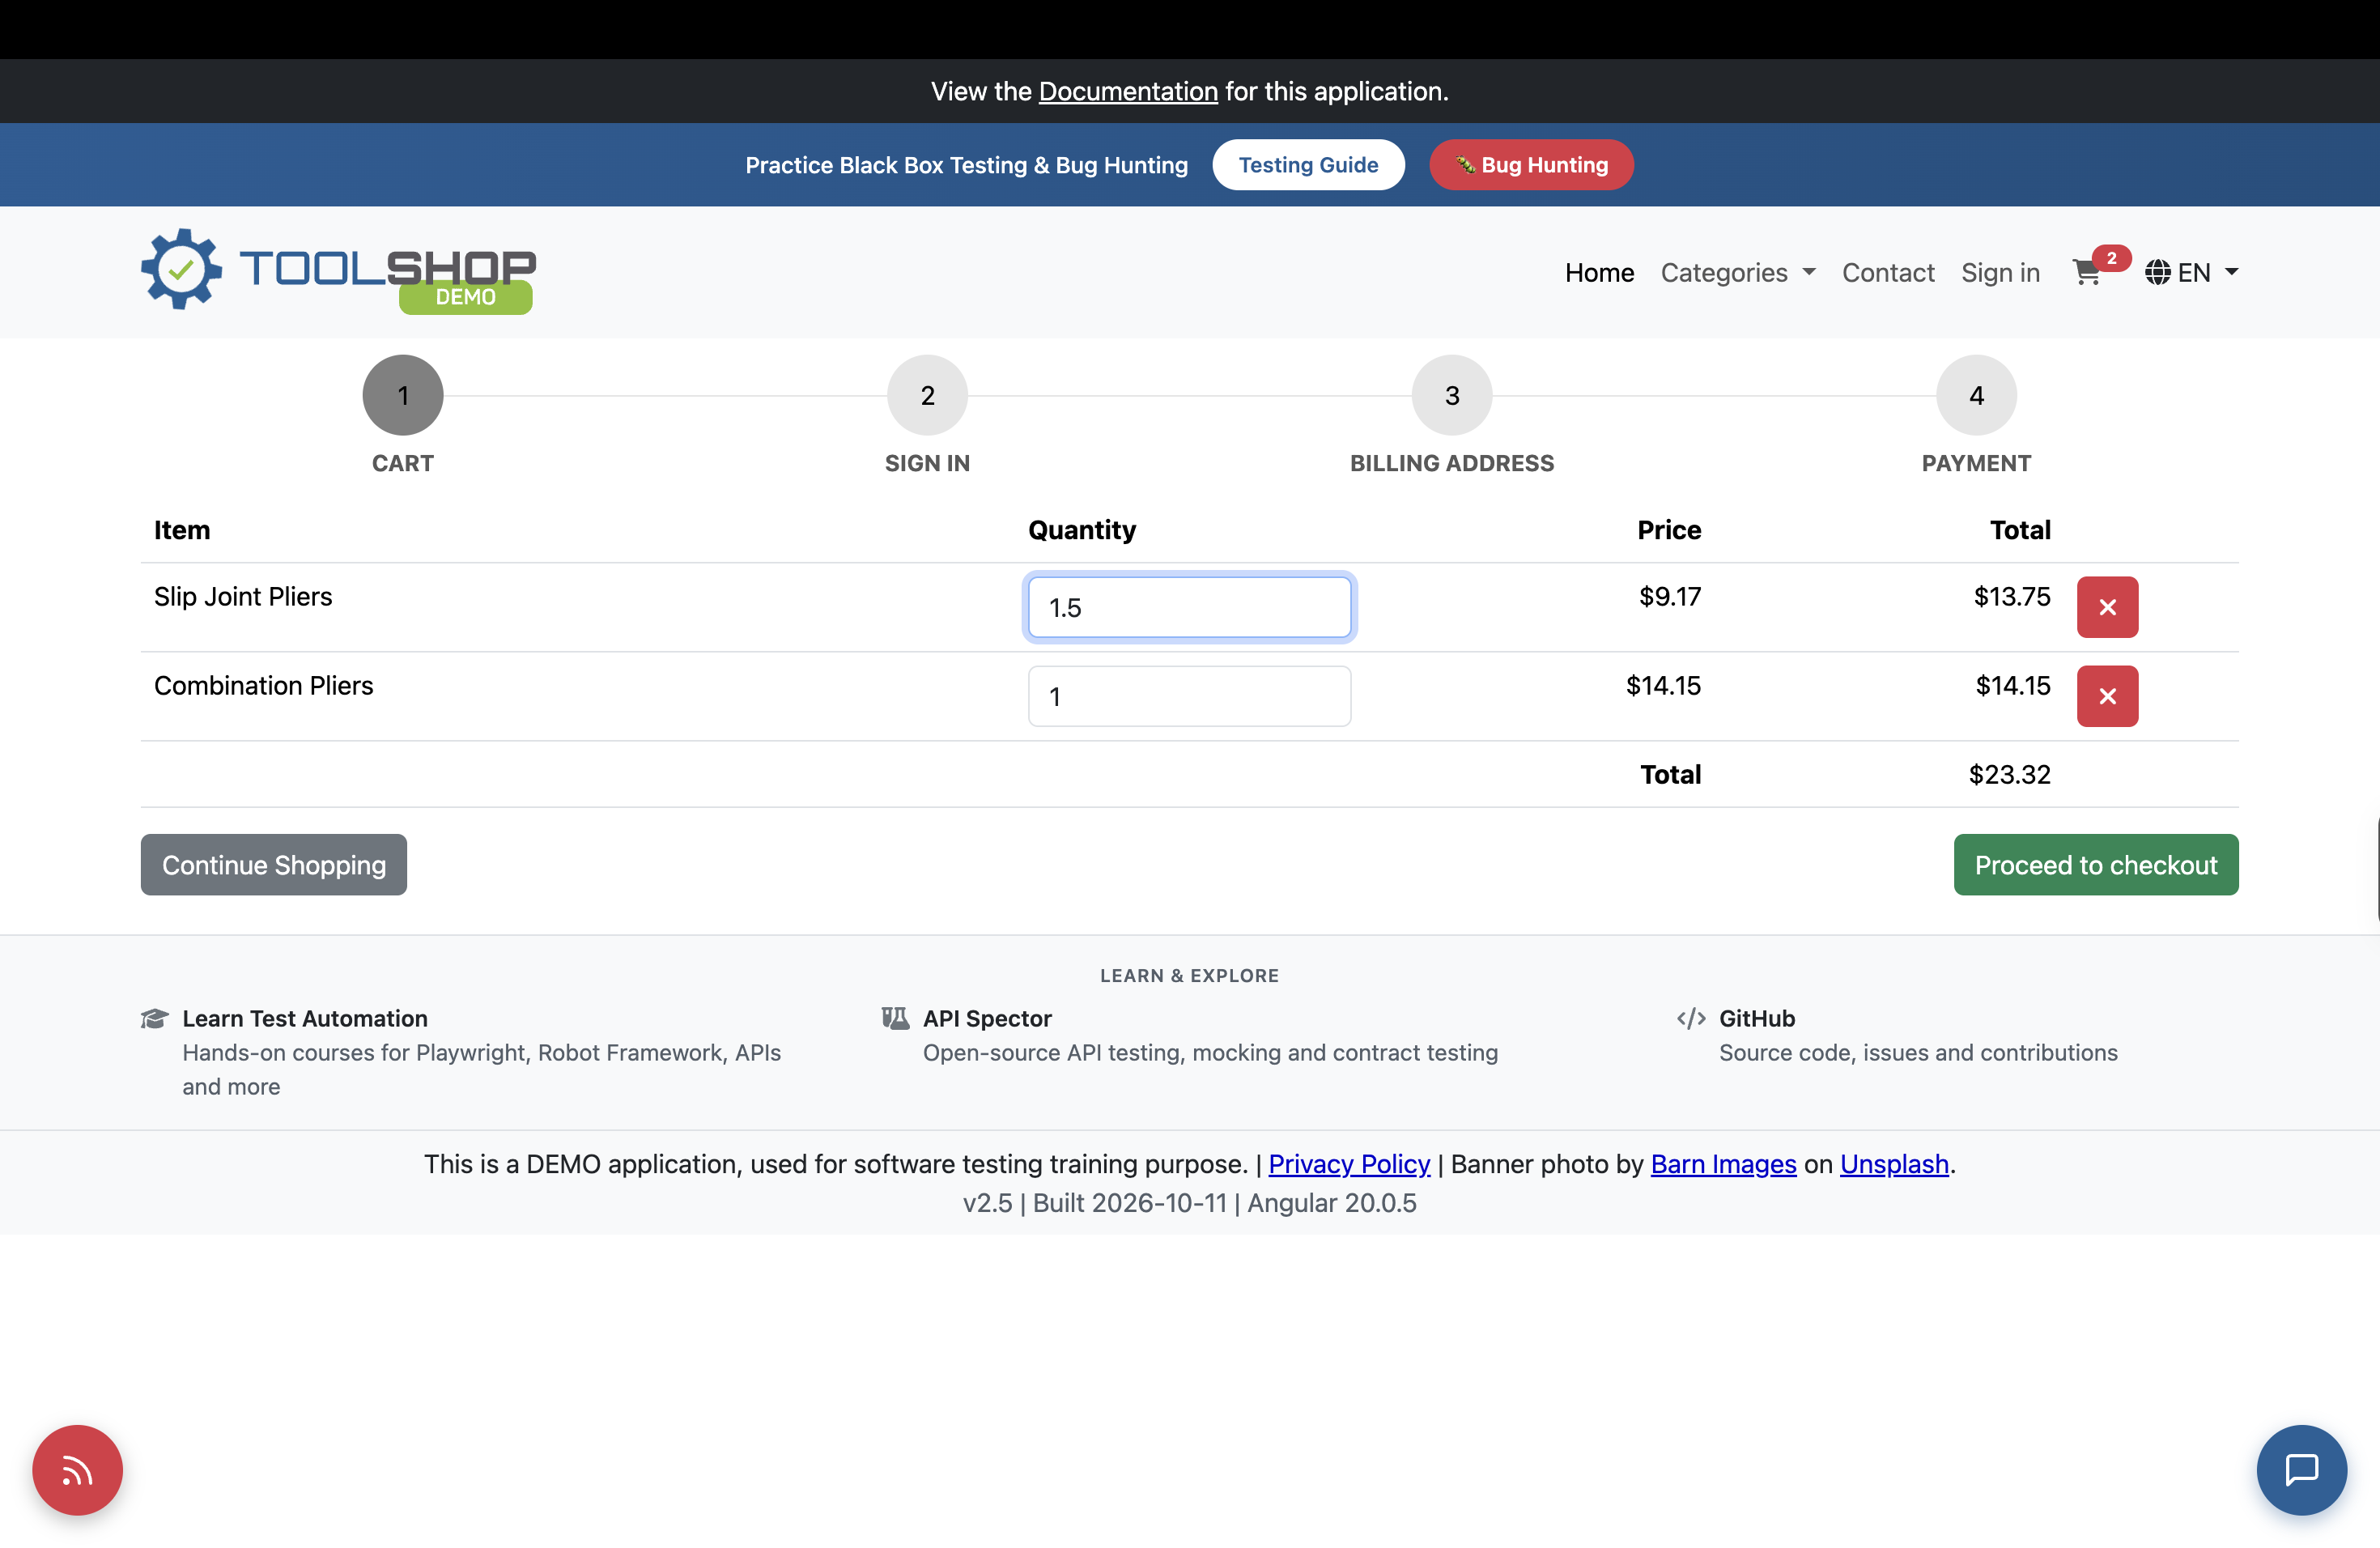 View the Documentation for this application.
Practice Black Box Testing & Bug Hunting Testing Guide Bug Hunting
TOOLSHOP
DEMO
Home Categories Contact Sign in 2 EN
1 2 3 4
CART SIGN IN BILLING ADDRESS PAYMENT
Item Quantity Price Total
Slip Joint Pliers 1.5 $9.17 $13.75
Combination Pliers 1 $14.15 $14.15
Total $23.32
Continue Shopping Proceed to checkout
LEARN & EXPLORE
Learn Test Automation
Hands-on courses for Playwright, Robot Framework, APIs
and more
API Spector
Open-source API testing, mocking and contract testing
GitHub
Source code, issues and contributions
This is a DEMO application, used for software testing training purpose. | Privacy Policy | Banner photo by Barn Images on Unsplash.
v2.5 | Built 2026-10-11 | Angular 20.0.5